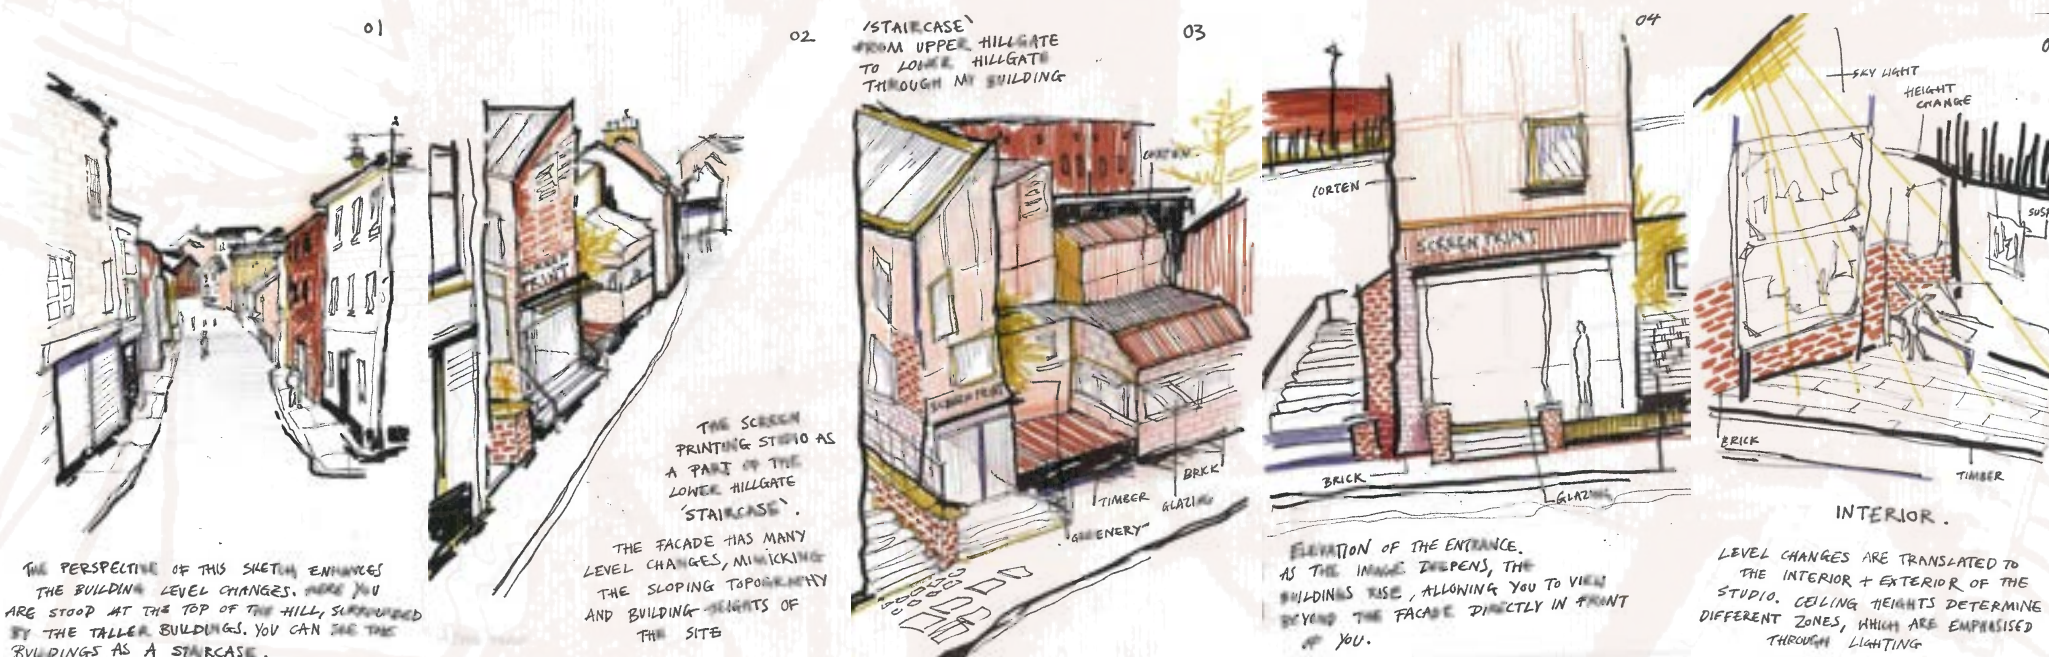 01
THE PERSPECTIVE OF THIS SKETCH ENHANCES
THE BUILDING LEVEL CHANGES. HERE YOU
ARE STOOD AT THE TOP OF THE HILL, SURROUNDED
BY THE TALLER BUILDINGS. YOU CAN SEE THE
BUILDINGS AS A STAIRCASE.
02
SCREEN
PRINT
THE SCREEN
PRINTING STUDIO AS
A PART OF THE
LOWER HILLGATE
'STAIRCASE'.
THE FACADE HAS MANY
LEVEL CHANGES, MIMICKING
THE SLOPING TOPOGRAPHY
AND BUILDING HEIGHTS OF
THE SITE
03
'STAIRCASE'
FROM UPPER HILLGATE
TO LOWER HILLGATE
THROUGH MY BUILDING
CORTEN
SCREEN PRINT
BRICK
TIMBER
GLAZING
GREENERY
04
CORTEN
SCREEN PRINT
BRICK
GLAZING
ELEVATION OF THE ENTRANCE.
AS THE IMAGE DEEPENS, THE
BUILDINGS RISE, ALLOWING YOU TO VIEW
BEYOND THE FACADE DIRECTLY IN FRONT
OF YOU.
SKY LIGHT
HEIGHT
CHANGE
SUSP
BRICK
TIMBER
INTERIOR.
LEVEL CHANGES ARE TRANSLATED TO
THE INTERIOR + EXTERIOR OF THE
STUDIO. CEILING HEIGHTS DETERMINE
DIFFERENT ZONES, WHICH ARE EMPHASISED
THROUGH LIGHTING